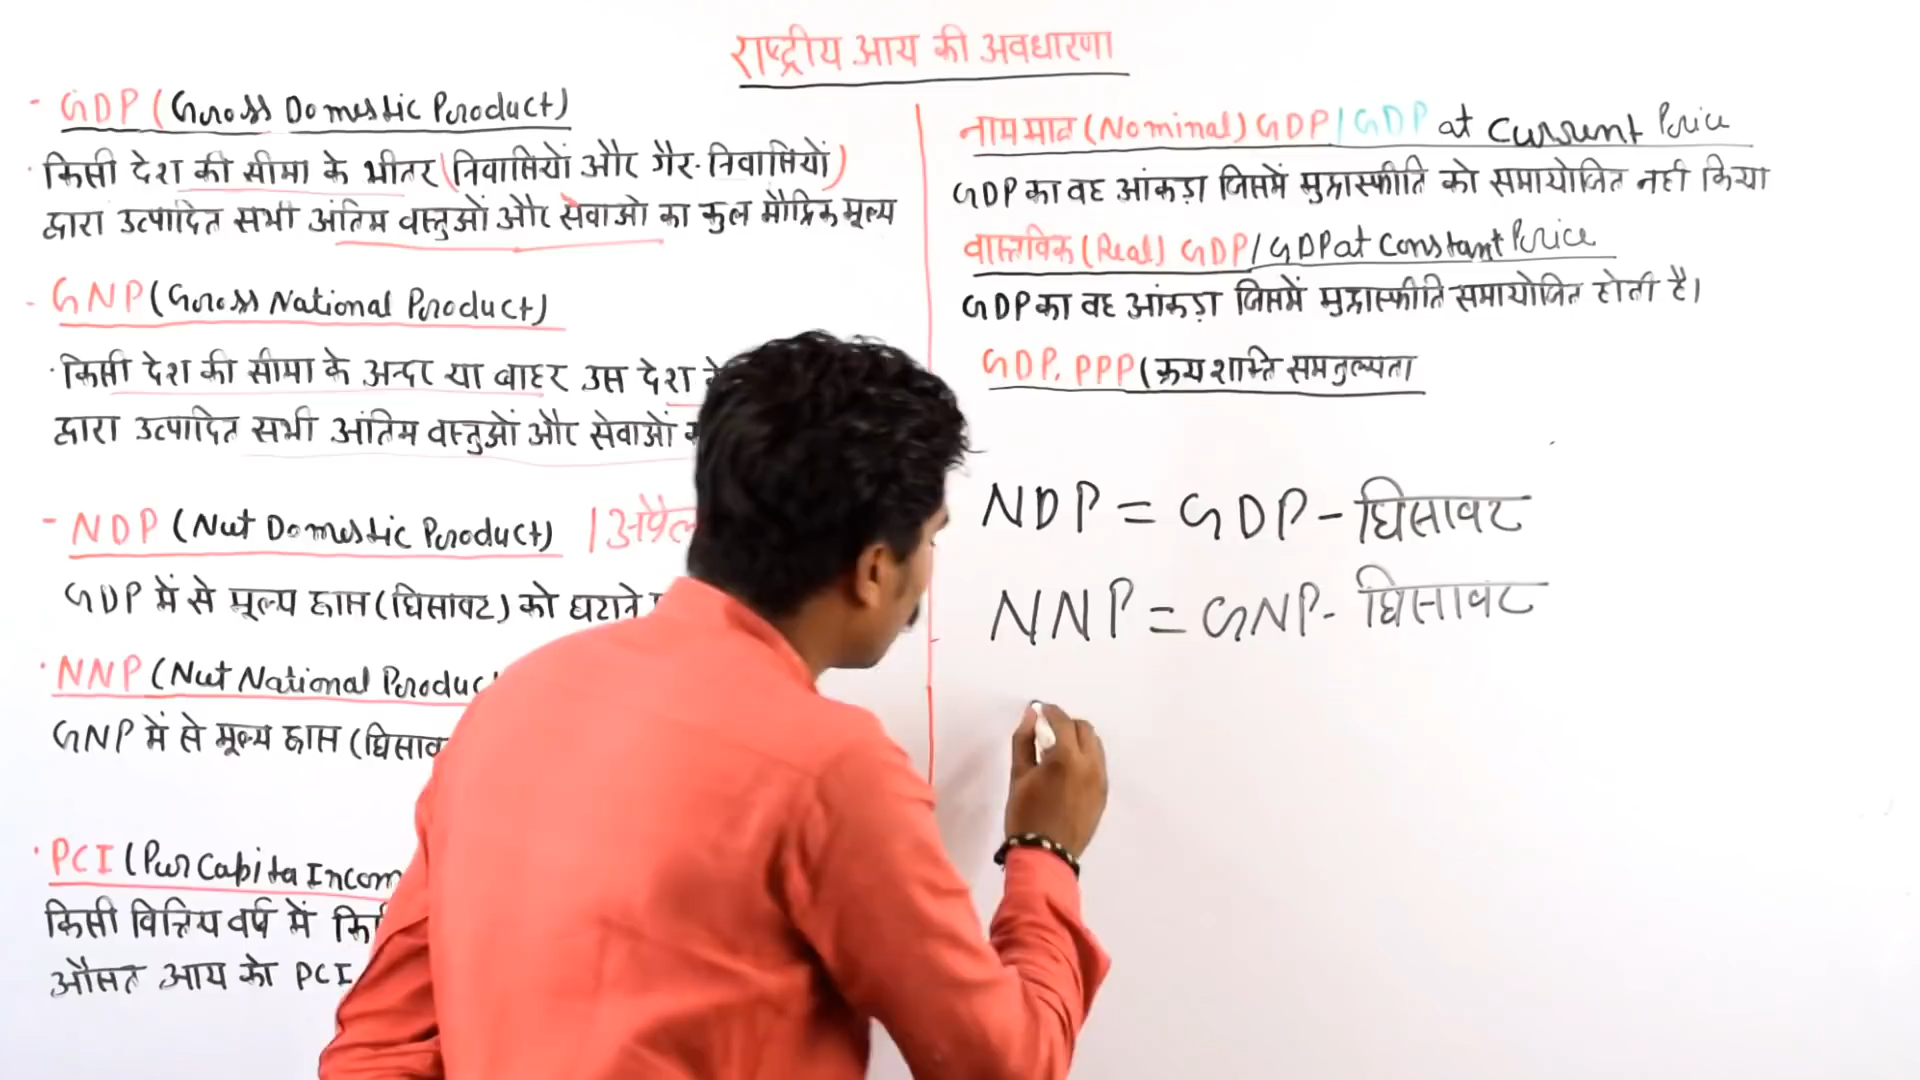 राष्ट्रीय आय की अवधारणा
- GDP (Gross Domestic Product)
· किसी देश की सीमा के भीतर (निवासियों और गैर-निवासियों)
द्वारा उत्पादित सभी अंतिम वस्तुओं और सेवाओ का कुल मौद्रिक मूल्य
- GNP (Gross National Product)
· किसी देश की सीमा के अन्दर या बाहर उस देश
द्वारा उत्पादित सभी अंतिम वस्तुओं और सेवाओं
- NDP (Net Domestic Product) | अप्रैल
GDP में से मूल्य ह्रास (घिसावट) को घटाने
· NNP (Net National Produc
GNP में से मूल्य ह्रास (घिसाव
· PCI (Per Capita Incom
किसी वित्तिय वर्ष में कि
औसत आय को PCI
नाममात्र (Nominal) GDP / GDP at Current Price
GDP का वह आंकड़ा जिसमें मुद्रास्फीति को समायोजित नही किया
वास्तविक (Real) GDP / GDP at Constant Price
GDP का वह आंकड़ा जिसमें मुद्रास्फीति समायोजित होती है।
GDP. PPP (क्रय शक्ति समतुल्यता
NDP = GDP - घिसावट
NNP = GNP - घिसावट